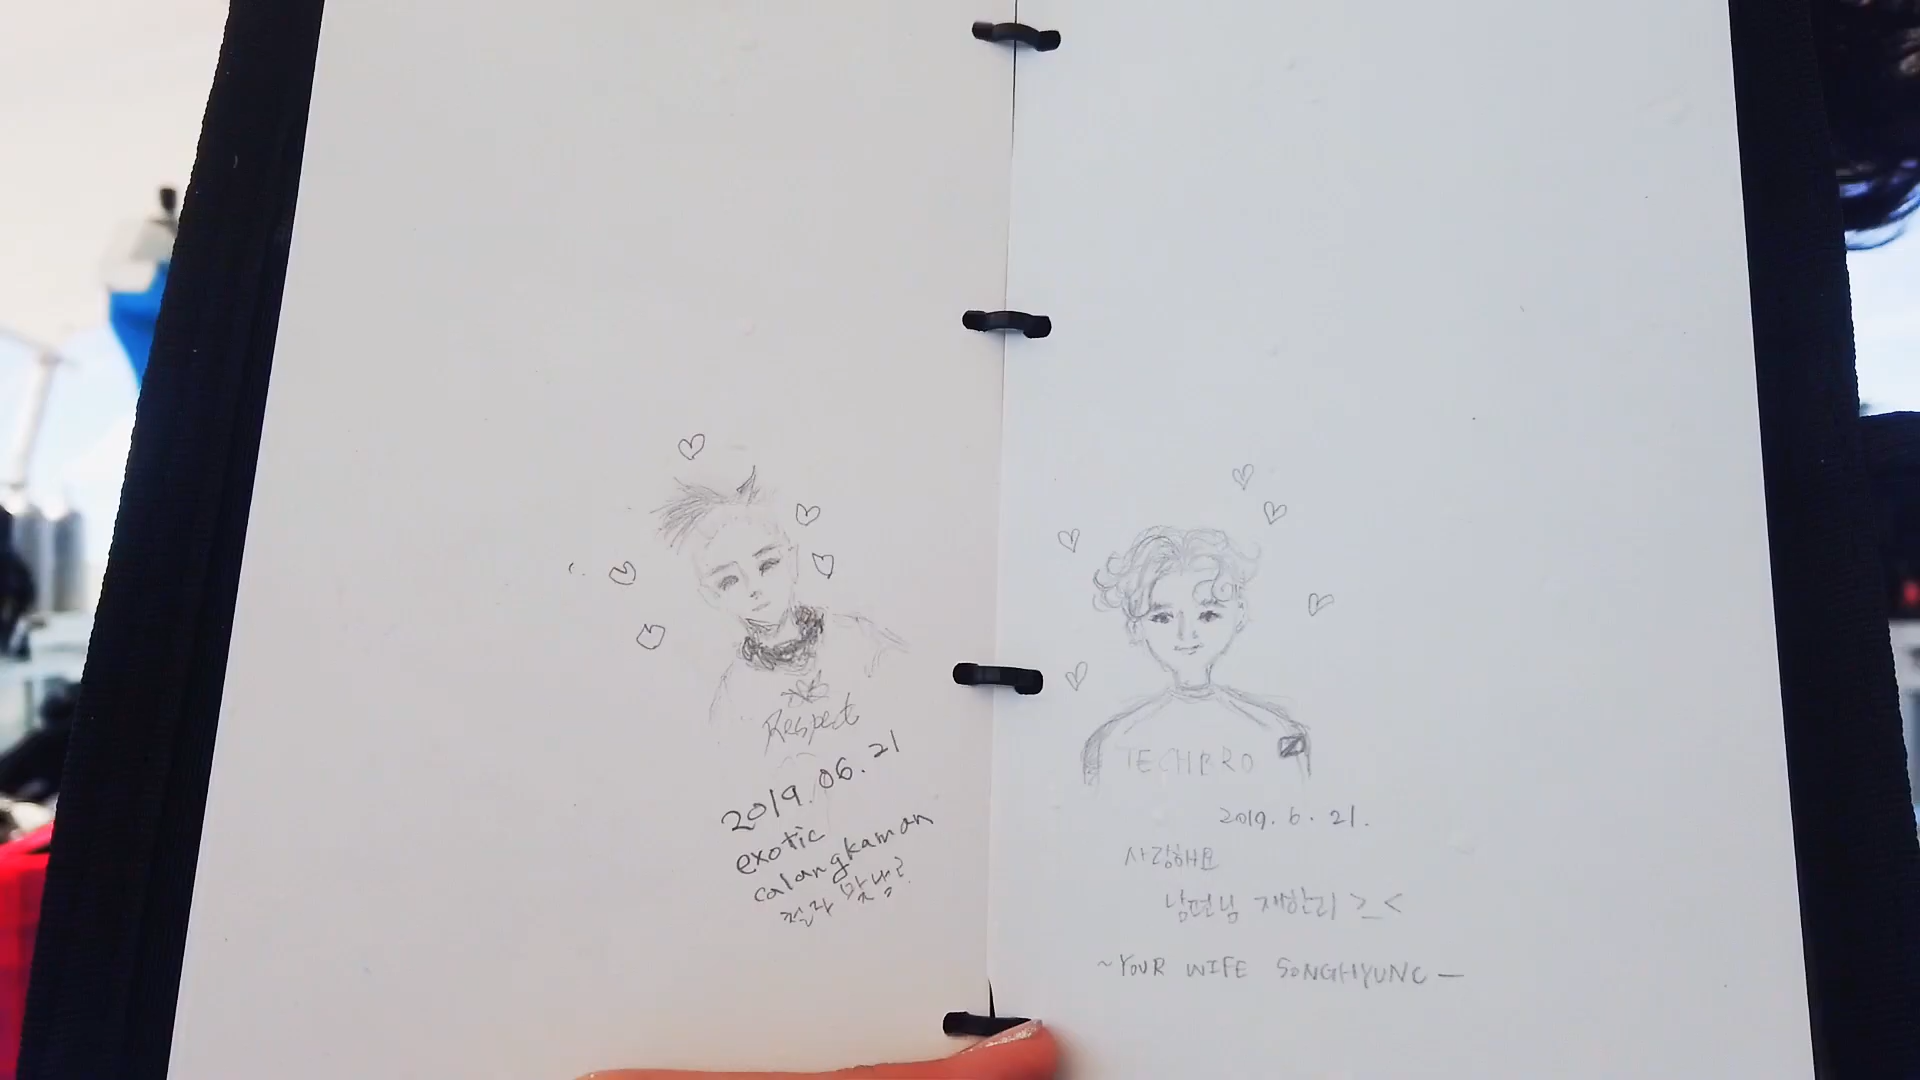 Respect
2019.06.21
exotic
calangkaman
TECHBRO
2019. 6. 21.
사랑해요
남편님 재한리 >_<
~YOUR WIFE SONGHYUNG—